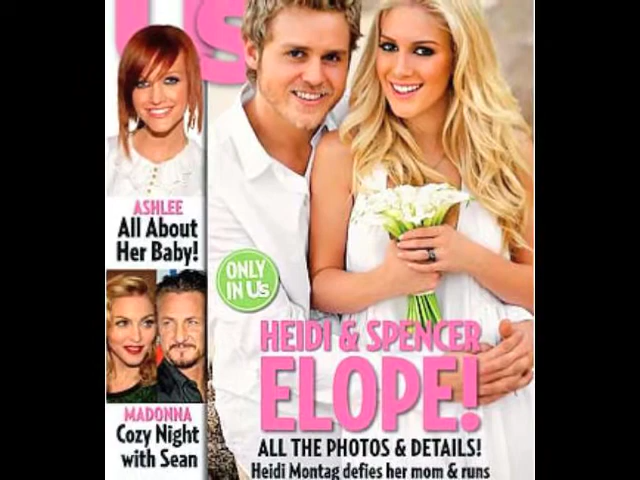 US
ASHLEE
All About
Her Baby!
ONLY
IN Us
MADONNA
Cozy Night
with Sean
HEIDI & SPENCER
ELOPE!
ALL THE PHOTOS & DETAILS!
Heidi Montag defies her mom & runs